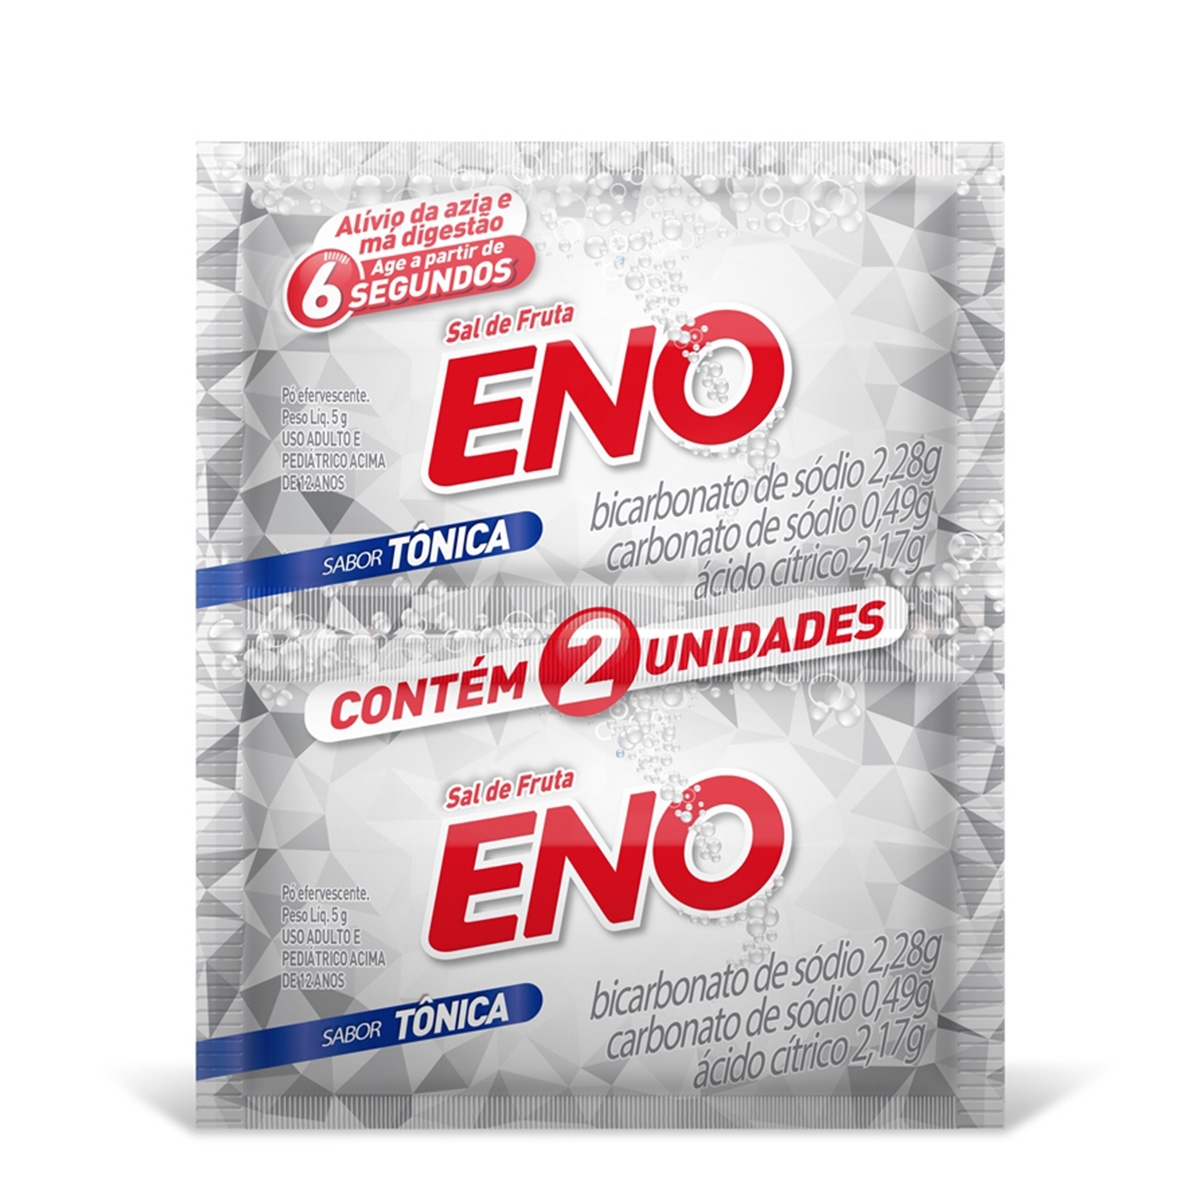 Alívio da azia e
má digestão
6 Age a partir de
SEGUNDOS
Sal de Fruta
ENO
Pó efervescente.
Peso Líq. 5 g
USO ADULTO E
PEDIÁTRICO ACIMA
DE 12 ANOS
bicarbonato de sódio 2,28g
carbonato de sódio 0,49g
ácido cítrico 2,17g
SABOR TÔNICA
CONTÉM 2 UNIDADES
Sal de Fruta
ENO
Pó efervescente.
Peso Líq. 5 g
USO ADULTO E
PEDIÁTRICO ACIMA
DE 12 ANOS
bicarbonato de sódio 2,28g
carbonato de sódio 0,49g
ácido cítrico 2,17g
SABOR TÔNICA